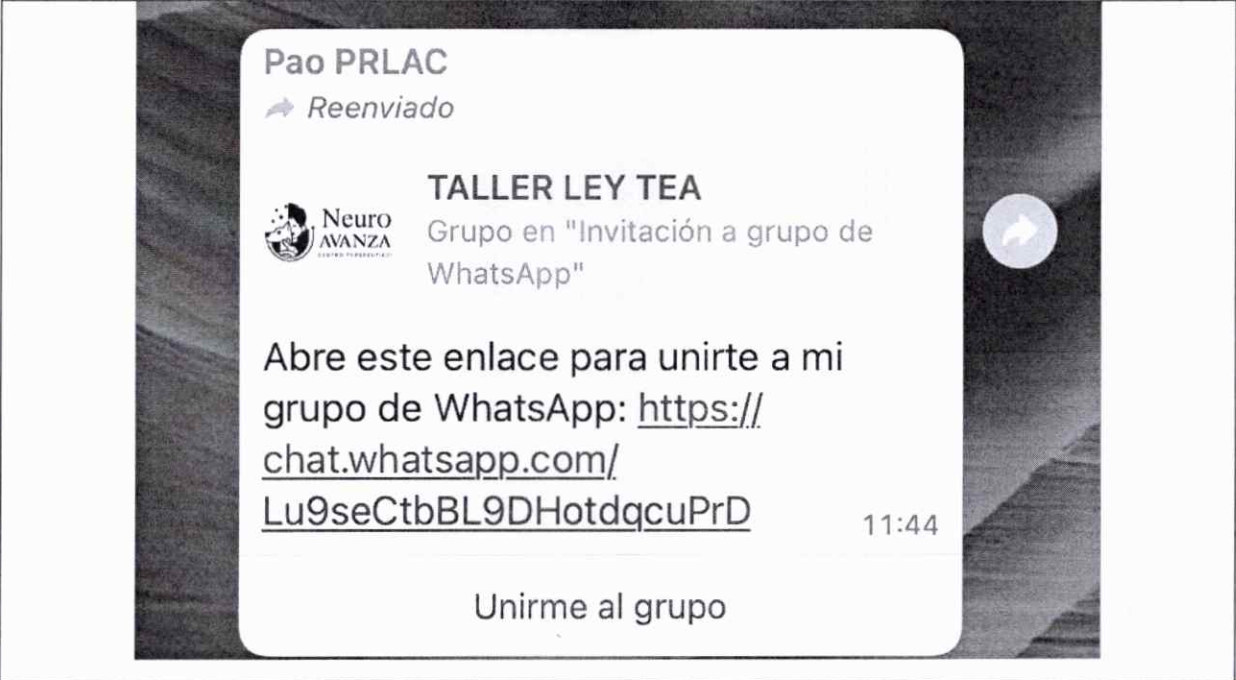 Pao PRLAC
Reenviado
TALLER LEY TEA
Neuro
AVANZA
Grupo en "Invitación a grupo de
WhatsApp"
Abre este enlace para unirte a mi
grupo de WhatsApp: https://
chat.whatsapp.com/
Lu9seCtbBL9DHotdqcuPrD
11:44
Unirme al grupo